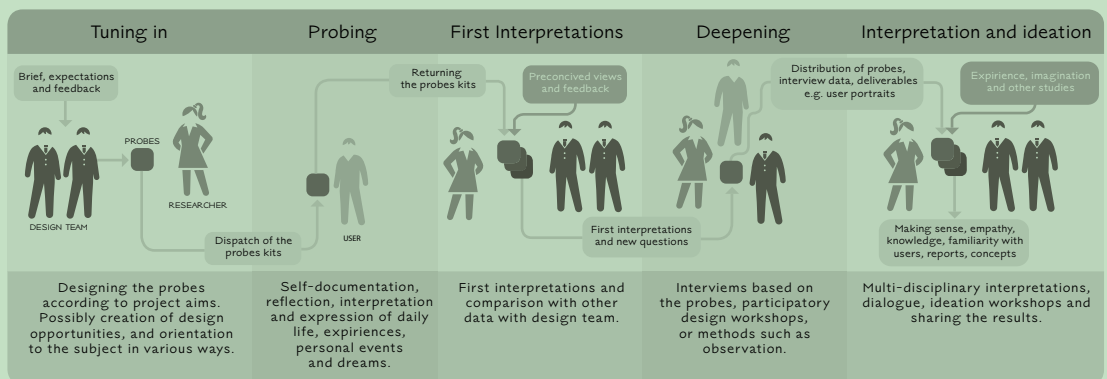 Tuning in
Probing
First Interpretations
Deepening
Interpretation and ideation
Brief, expectations
and feedback
PROBES
RESEARCHER
DESIGN TEAM
Dispatch of the
probes kits
USER
Returning
the probes kits
Preconcived views
and feedback
First interpretations
and new questions
Distribution of probes,
interview data, deliverables
e.g. user portraits
Expirience, imagination
and other studies
Making sense, empathy,
knowledge, familiarity with
users, reports, concepts
Designing the probes
according to project aims.
Possibly creation of design
opportunities, and orientation
to the subject in various ways.
Self-documentation,
reflection, interpretation
and expression of daily
life, expiriences,
personal events
and dreams.
First interpretations and
comparison with other
data with design team.
Interviems based on
the probes, participatory
design workshops,
or methods such as
observation.
Multi-disciplinary interpretations,
dialogue, ideation workshops and
sharing the results.